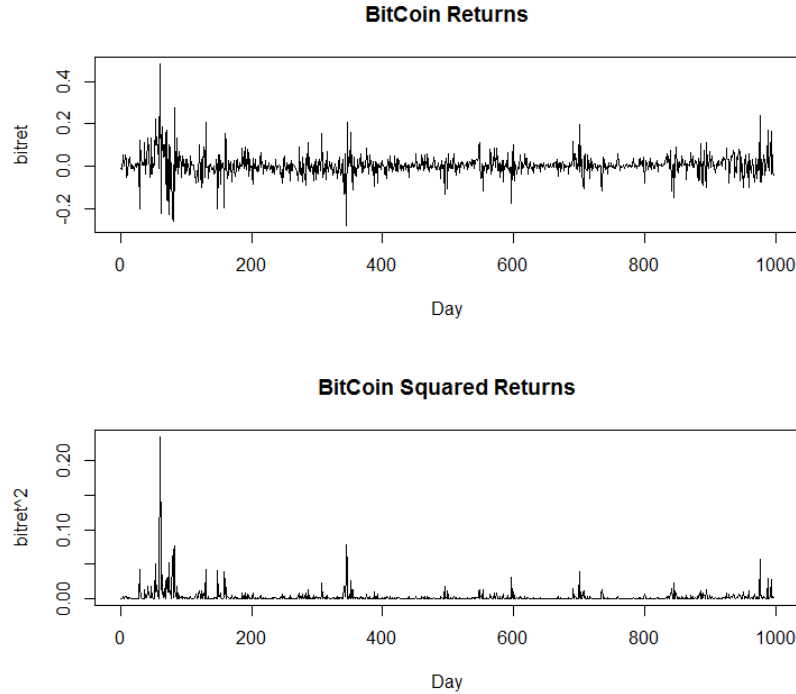 BitCoin Returns
bitret
0.4
0.2
0.0
-0.2
0 200 400 600 800 1000
Day
BitCoin Squared Returns
bitret^2
0.20
0.10
0.00
0 200 400 600 800 1000
Day